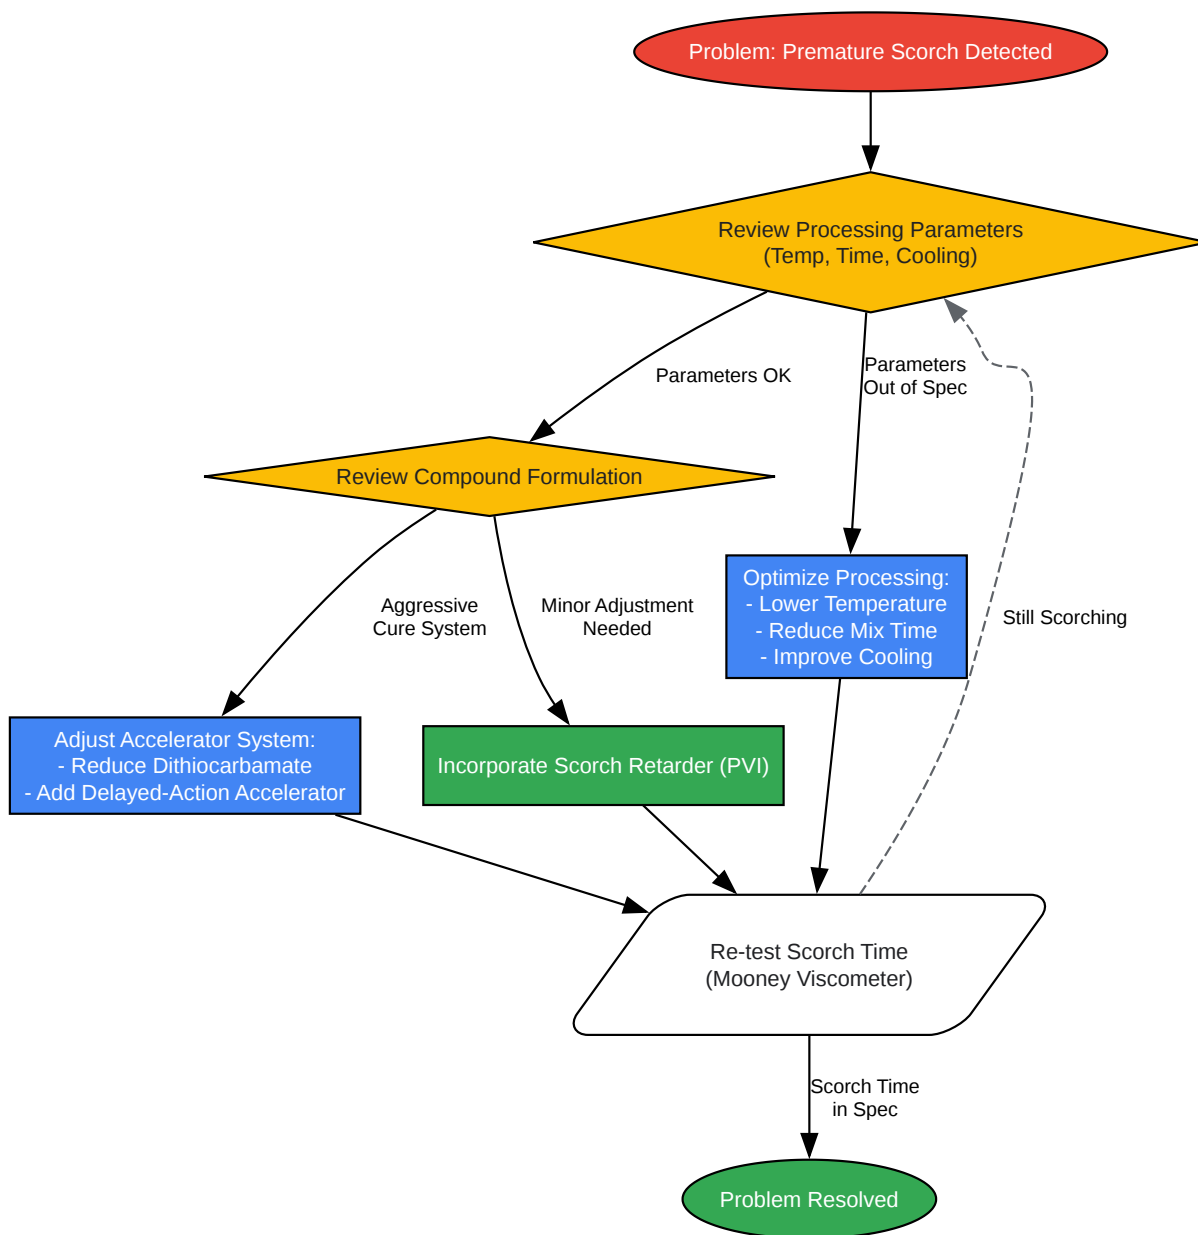 Problem: Premature Scorch Detected
Review Processing Parameters
(Temp, Time, Cooling)
Parameters OK
Parameters
Out of Spec
Review Compound Formulation
Aggressive
Cure System
Minor Adjustment
Needed
Optimize Processing:
- Lower Temperature
- Reduce Mix Time
- Improve Cooling
Still Scorching
Adjust Accelerator System:
- Reduce Dithiocarbamate
- Add Delayed-Action Accelerator
Incorporate Scorch Retarder (PVI)
Re-test Scorch Time
(Mooney Viscometer)
Scorch Time
in Spec
Problem Resolved